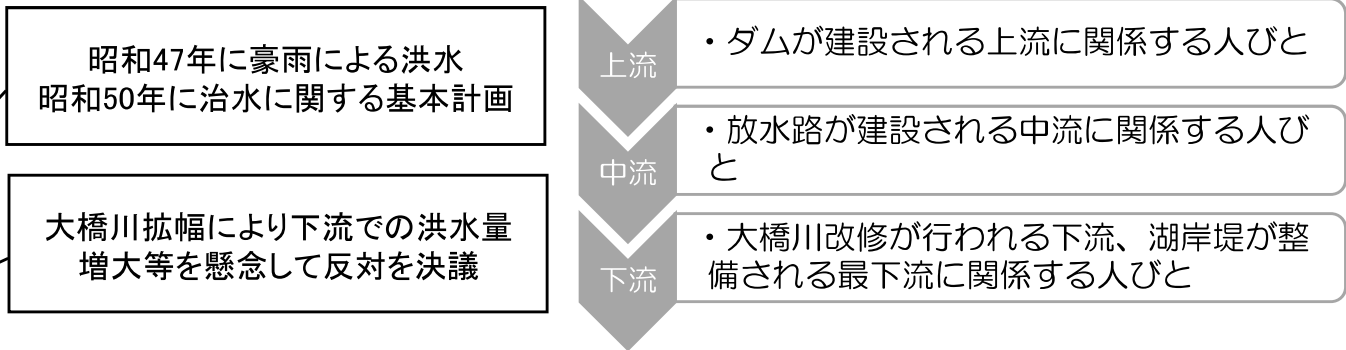 昭和47年に豪雨による洪水
昭和50年に治水に関する基本計画
大橋川拡幅により下流での洪水量
増大等を懸念して反対を決議
上流
・ダムが建設される上流に関係する人びと
中流
・放水路が建設される中流に関係する人び
と
下流
・大橋川改修が行われる下流、湖岸堤が整
備される最下流に関係する人びと